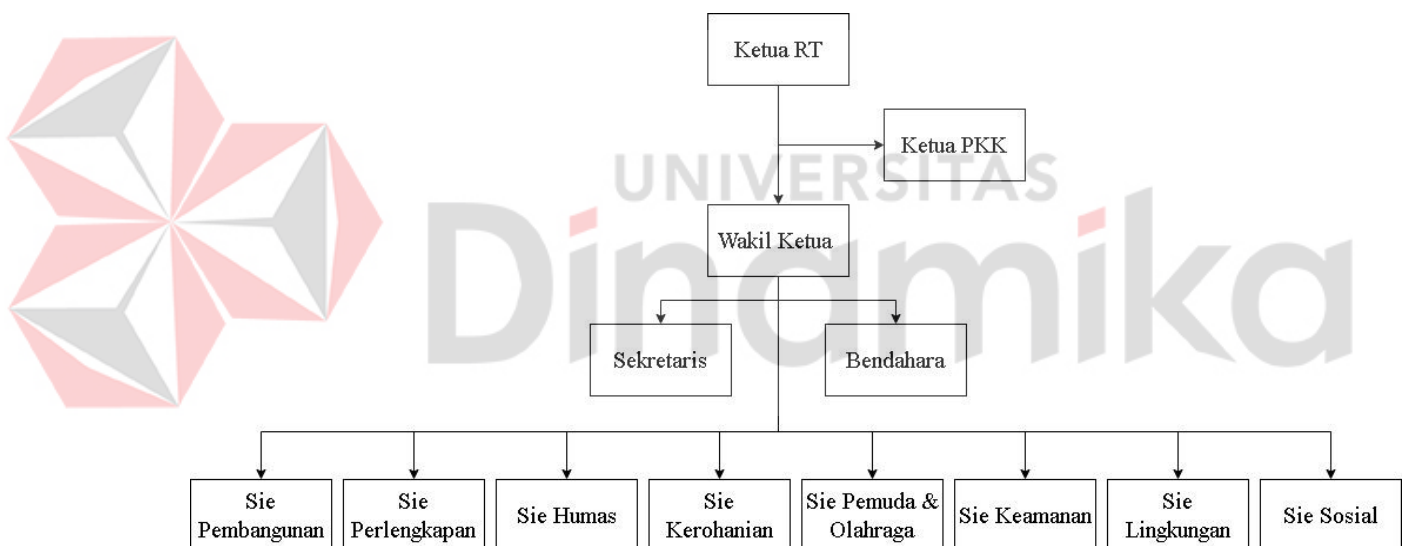 Ketua RT
Ketua PKK
UNIVERSITAS
Dinamika
Wakil Ketua
Sekretaris
Bendahara
Sie
Pembangunan
Sie
Perlengkapan
Sie Humas
Sie
Kerohanian
Sie Pemuda &
Olahraga
Sie Keamanan
Sie
Lingkungan
Sie Sosial